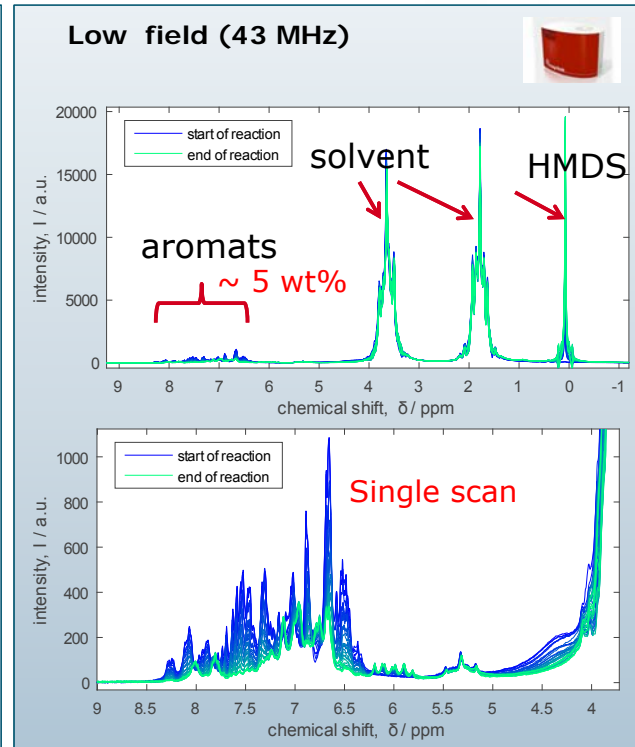 Low field (43 MHz)
20000
15000
10000
5000
0
intensity, I / a.u.
start of reaction
end of reaction
solvent
HMDS
aromats
~ 5 wt%
9 8 7 6 5 4 3 2 1 0 -1
chemical shift, δ / ppm
1000
800
600
400
200
0
intensity, I / a.u.
start of reaction
end of reaction
Single scan
9 8.5 8 7.5 7 6.5 6 5.5 5 4.5 4
chemical shift, δ / ppm